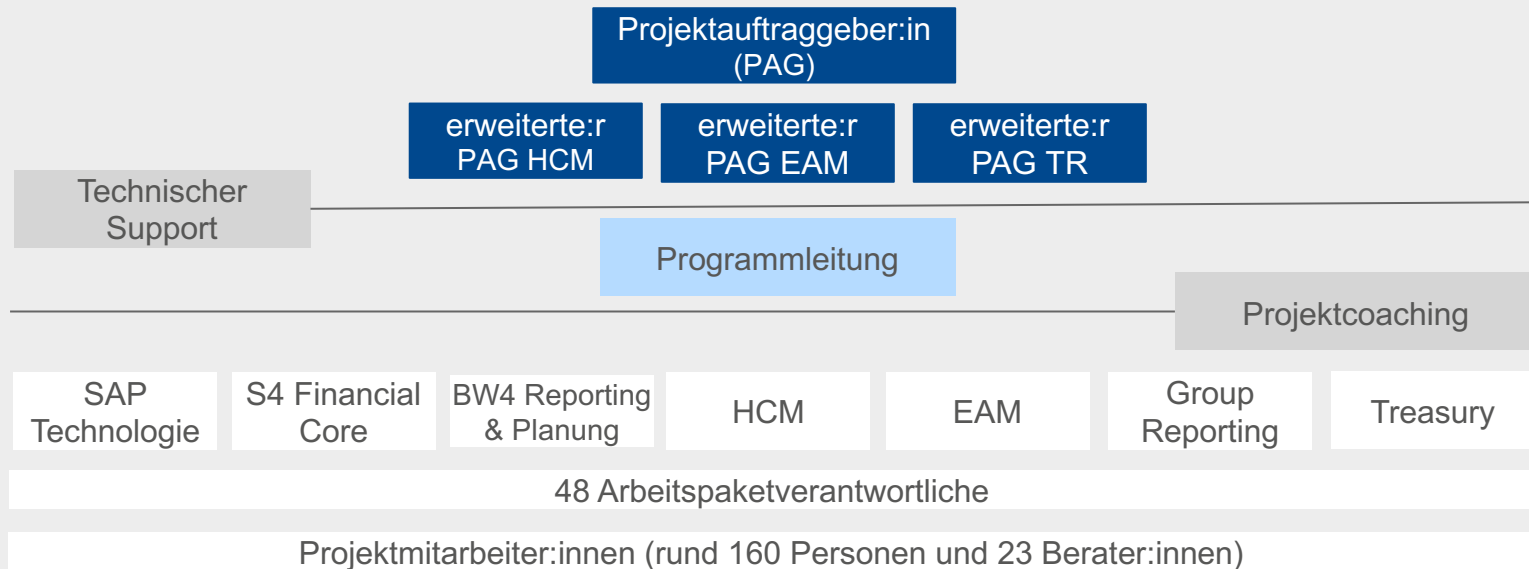 Projektauftraggeber:in
(PAG)
erweiterte:r
PAG HCM
erweiterte:r
PAG EAM
erweiterte:r
PAG TR
Technischer
Support
Programmleitung
Projektcoaching
SAP
Technologie
S4 Financial
Core
BW4 Reporting
& Planung
HCM
EAM
Group
Reporting
Treasury
48 Arbeitspaketverantwortliche
Projektmitarbeiter:innen (rund 160 Personen und 23 Berater:innen)